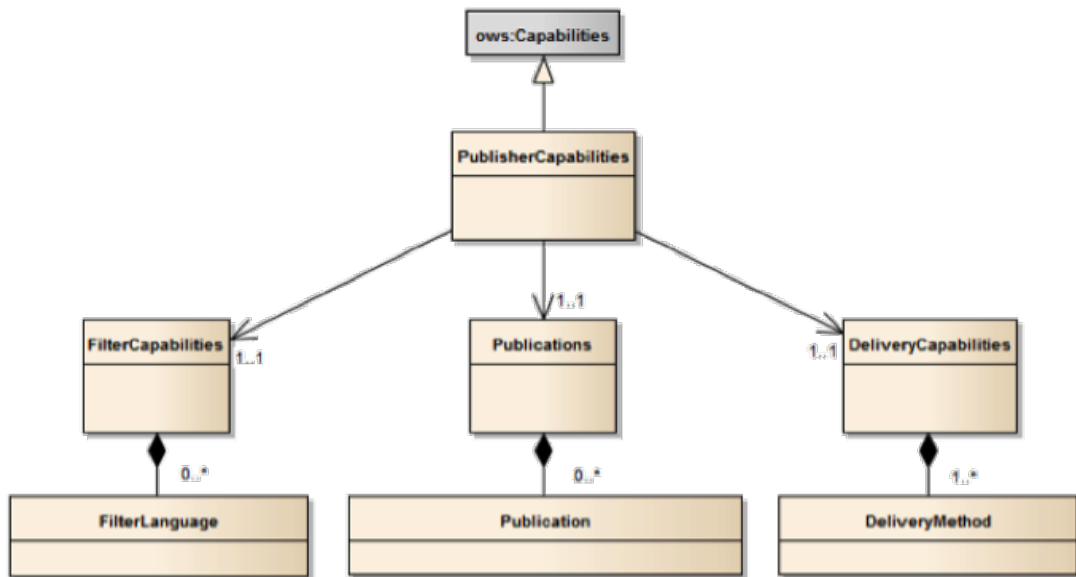 ows:Capabilities
PublisherCapabilities
1..1
FilterCapabilities
1..1
Publications
1..1
DeliveryCapabilities
0..*
0..*
1..*
FilterLanguage
Publication
DeliveryMethod